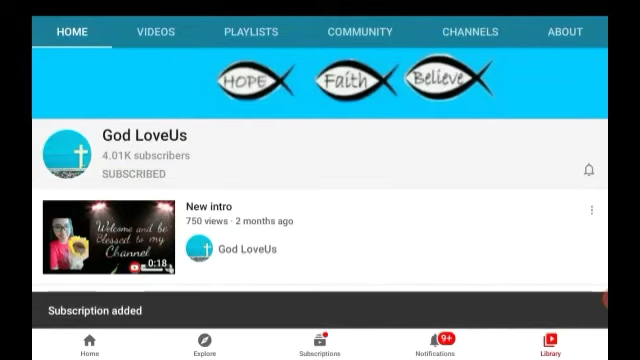 HOME VIDEOS PLAYLISTS COMMUNITY CHANNELS ABOUT
HOPE Faith Believe
God LoveUs
4.01K subscribers
SUBSCRIBED
New intro
750 views · 2 months ago
God LoveUs
Welcome and be
Blessed to my
Channel
0:18
Subscription added
9+
Home Explore Subscriptions Notifications Library